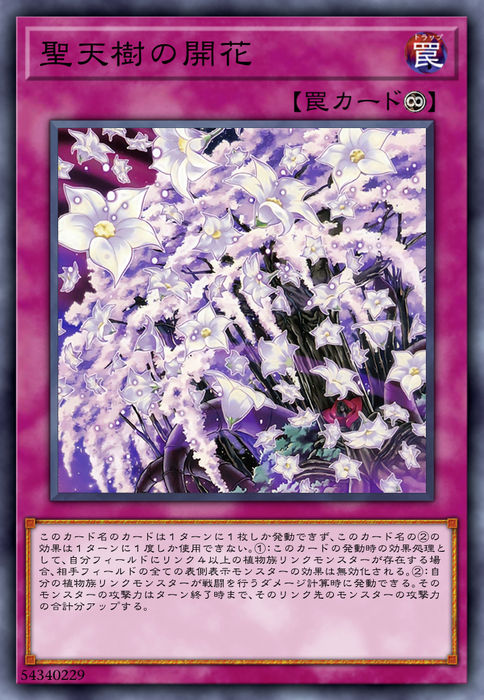 聖天樹の開花
トラップ
罠
【罠カード♾】
このカード名のカードは1ターンに1枚しか発動できず、このカード名の②の
効果は1ターンに1度しか使用できない。①:このカードの発動時の効果処理と
して、自分フィールドにリンク4以上の植物族リンクモンスターが存在する場
合、相手フィールドの全ての表側表示モンスターの効果は無効化される。②:自
分の植物族リンクモンスターが戦闘を行うダメージ計算時に発動できる。その
モンスターの攻撃力はターン終了時まで、そのリンク先のモンスターの攻撃力
の合計分アップする。
54340229